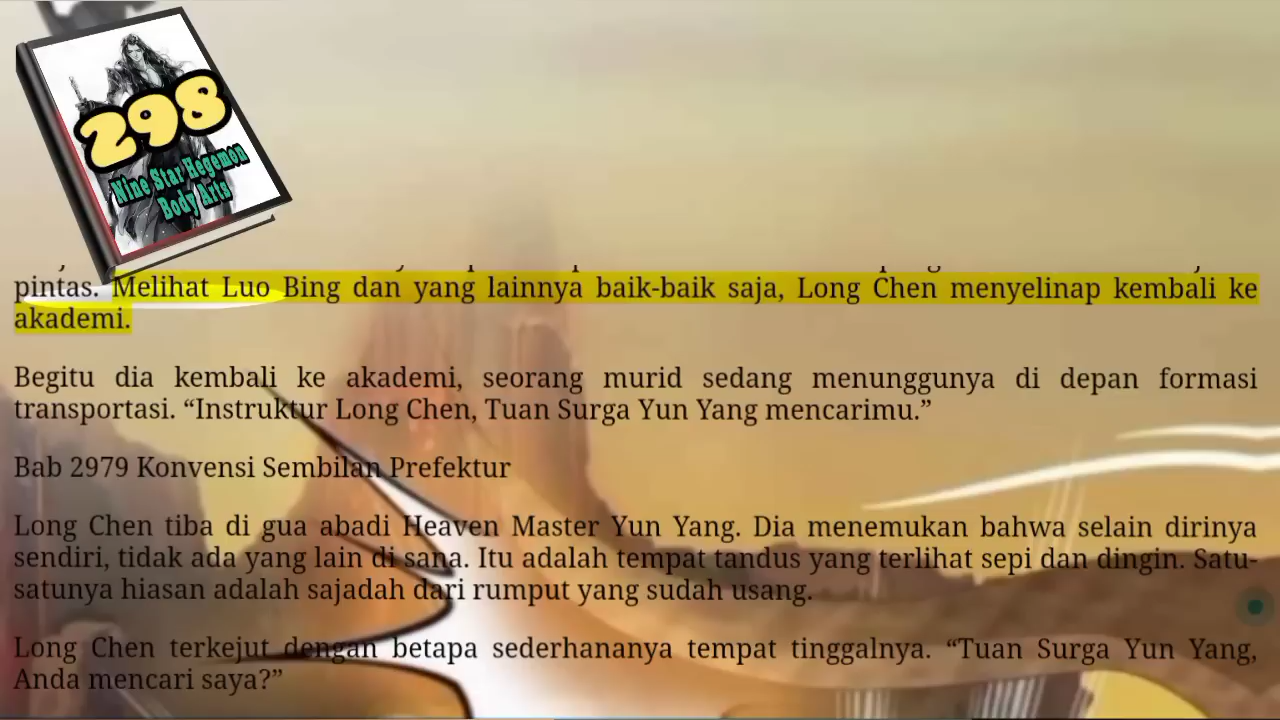 298
Nine Star Hegemon
Body Arts
pintas. Melihat Luo Bing dan yang lainnya baik-baik saja, Long Chen menyelinap kembali ke
akademi.
Begitu dia kembali ke akademi, seorang murid sedang menunggunya di depan formasi
transportasi. “Instruktur Long Chen, Tuan Surga Yun Yang mencarimu.”
Bab 2979 Konvensi Sembilan Prefektur
Long Chen tiba di gua abadi Heaven Master Yun Yang. Dia menemukan bahwa selain dirinya
sendiri, tidak ada yang lain di sana. Itu adalah tempat tandus yang terlihat sepi dan dingin. Satu-
satunya hiasan adalah sajadah dari rumput yang sudah usang.
Long Chen terkejut dengan betapa sederhananya tempat tinggalnya. “Tuan Surga Yun Yang,
Anda mencari saya?”